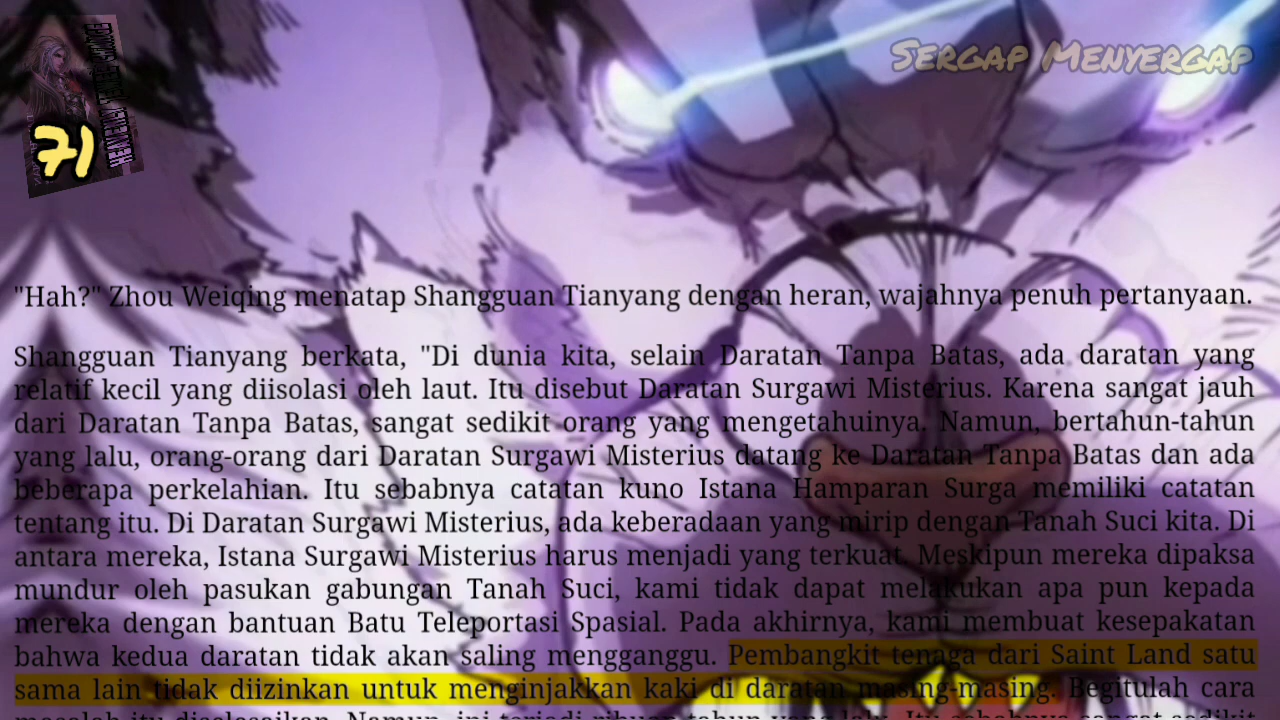 Sergap Menyergap
HEAVENLY JEWEL CHANGE
71
"Hah?" Zhou Weiqing menatap Shangguan Tianyang dengan heran, wajahnya penuh pertanyaan.
Shangguan Tianyang berkata, "Di dunia kita, selain Daratan Tanpa Batas, ada daratan yang
relatif kecil yang diisolasi oleh laut. Itu disebut Daratan Surgawi Misterius. Karena sangat jauh
dari Daratan Tanpa Batas, sangat sedikit orang yang mengetahuinya. Namun, bertahun-tahun
yang lalu, orang-orang dari Daratan Surgawi Misterius datang ke Daratan Tanpa Batas dan ada
beberapa perkelahian. Itu sebabnya catatan kuno Istana Hamparan Surga memiliki catatan
tentang itu. Di Daratan Surgawi Misterius, ada keberadaan yang mirip dengan Tanah Suci kita. Di
antara mereka, Istana Surgawi Misterius harus menjadi yang terkuat. Meskipun mereka dipaksa
mundur oleh pasukan gabungan Tanah Suci, kami tidak dapat melakukan apa pun kepada
mereka dengan bantuan Batu Teleportasi Spasial. Pada akhirnya, kami membuat kesepakatan
bahwa kedua daratan tidak akan saling mengganggu. Pembangkit tenaga dari Saint Land satu
sama lain tidak diizinkan untuk menginjakkan kaki di daratan masing-masing. Begitulah cara